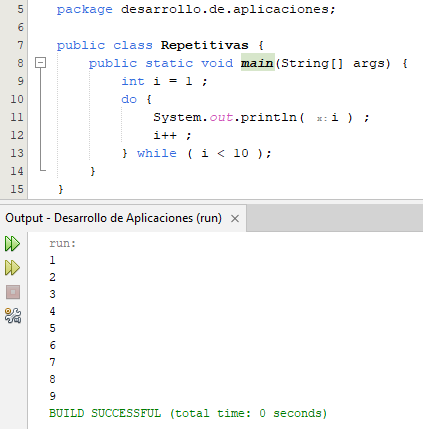 5 package desarrollo.de.aplicaciones;
6
7 public class Repetitivas {
8 public static void main(String[] args) {
9 int i = 1 ;
10 do {
11 System.out.println( x: i ) ;
12 i++ ;
13 } while ( i < 10 );
14 }
15 }
Output - Desarrollo de Aplicaciones (run) ×
run:
1
2
3
4
5
6
7
8
9
BUILD SUCCESSFUL (total time: 0 seconds)